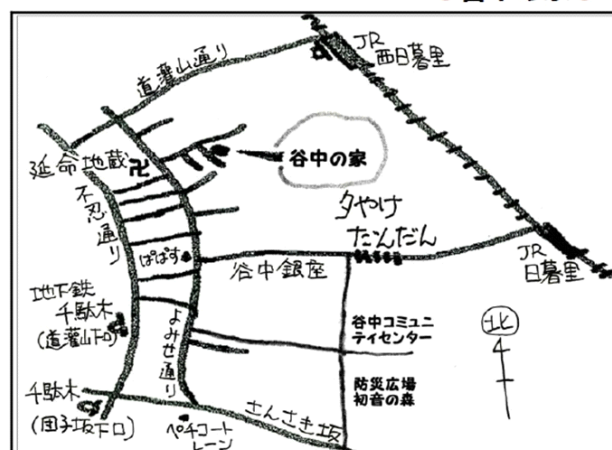 JR
西日暮里
道灌山通り
延命地蔵卍
谷中の家
不忍通り
夕やけ
だんだん
ぱぱす
谷中銀座
JR
日暮里
地下鉄
千駄木
(道灌山下口)
よみせ通り
谷中コミュニ
ティセンター
北
防災広場
初音の森
千駄木
(団子坂下口)
さんさき坂
ペチコート
レーン